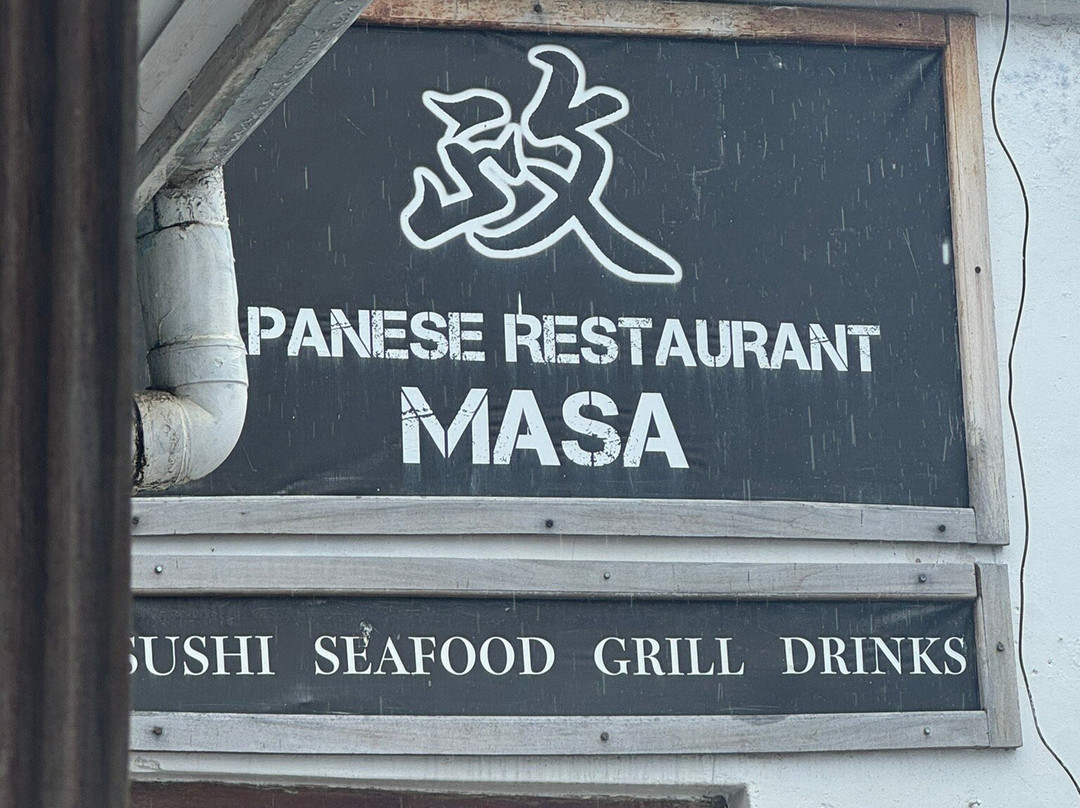 政
PANESE RESTAURANT
MASA
SUSHI SEAFOOD GRILL DRINKS